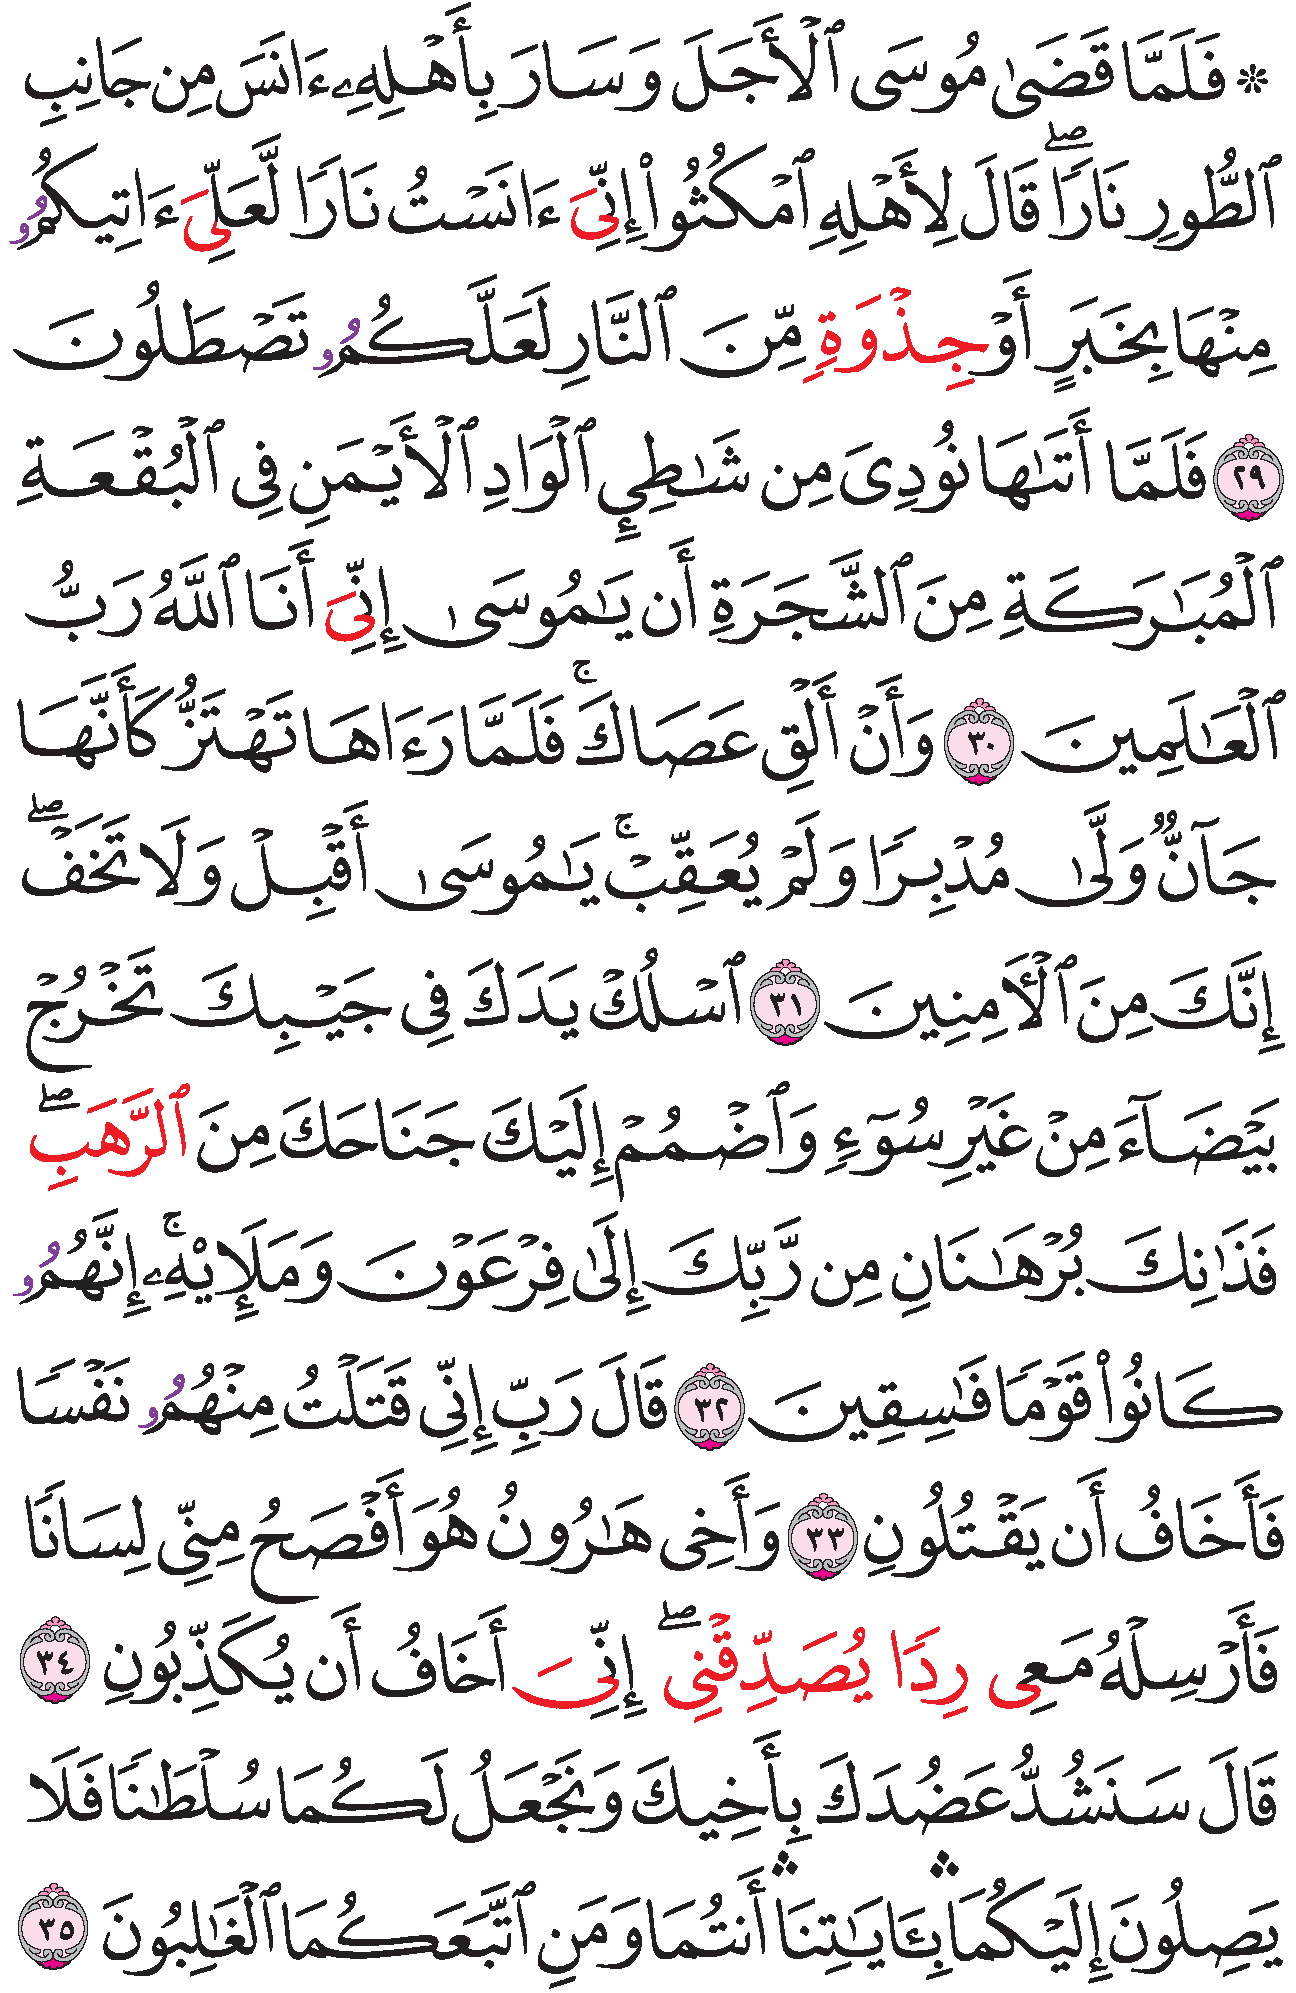 ۞ فَلَمَّا قَضَىٰ مُوسَى ٱلۡأَجَلَ وَسَارَ بِأَهۡلِهِۦ ءَانَسَ مِن جَانِبِ
ٱلطُّورِ نَارٗاۖ قَالَ لِأَهۡلِهِ ٱمۡكُثُوٓاْ إِنِّيَ ءَانَسۡتُ نَارٗا لَّعَلِّيَ ءَاتِيكُمُۥ
مِنۡهَا بِخَبَرٍ أَوۡ جِذۡوَةٖ مِّنَ ٱلنَّارِ لَعَلَّكُمُۥ تَصۡطَلُونَ
٢٩ فَلَمَّا أَتَىٰهَا نُودِيَ مِن شَٰطِيِٕ ٱلۡوَادِ ٱلۡأَيۡمَنِ فِي ٱلۡبُقۡعَةِ
ٱلۡمُبَٰرَكَةِ مِنَ ٱلشَّجَرَةِ أَن يَٰمُوسَىٰ إِنِّيَ أَنَا ٱللَّهُ رَبُّ
ٱلۡعَٰلَمِينَ ٣٠ وَأَنۡ أَلۡقِ عَصَاكَۚ فَلَمَّا رَءَاهَا تَهۡتَزُّ كَأَنَّهَا
جَآنّٞ وَلَّىٰ مُدۡبِرٗا وَلَمۡ يُعَقِّبۡۚ يَٰمُوسَىٰ أَقۡبِلۡ وَلَا تَخَفۡۖ
إِنَّكَ مِنَ ٱلۡأٓمِنِينَ ٣١ ٱسۡلُكۡ يَدَكَ فِي جَيۡبِكَ تَخۡرُجۡ
بَيۡضَآءَ مِنۡ غَيۡرِ سُوٓءٖ وَٱضۡمُمۡ إِلَيۡكَ جَنَاحَكَ مِنَ ٱلرَّهَبِۖ
فَذَٰنِكَ بُرۡهَٰنَانِ مِن رَّبِّكَ إِلَىٰ فِرۡعَوۡنَ وَمَلَإِيْهِۦۚ إِنَّهُمُۥ
كَانُواْ قَوۡمٗا فَٰسِقِينَ ٣٢ قَالَ رَبِّ إِنِّي قَتَلۡتُ مِنۡهُمُۥ نَفۡسٗا
فَأَخَافُ أَن يَقۡتُلُونِ ٣٣ وَأَخِي هَٰرُونُ هُوَ أَفۡصَحُ مِنِّي لِسَانٗا
فَأَرۡسِلۡهُ مَعِي رِدٗا يُصَدِّقۡنِيۖ إِنِّيَ أَخَافُ أَن يُكَذِّبُونِ ٣٤
قَالَ سَنَشُدُّ عَضُدَكَ بِأَخِيكَ وَنَجۡعَلُ لَكُمَا سُلۡطَٰنٗا فَلَا
يَصِلُونَ إِلَيۡكُمَاۛ بِـَٔايَٰتِنَاۛ أَنتُمَا وَمَنِ ٱتَّبَعَكُمَا ٱلۡغَٰلِبُونَ ٣٥